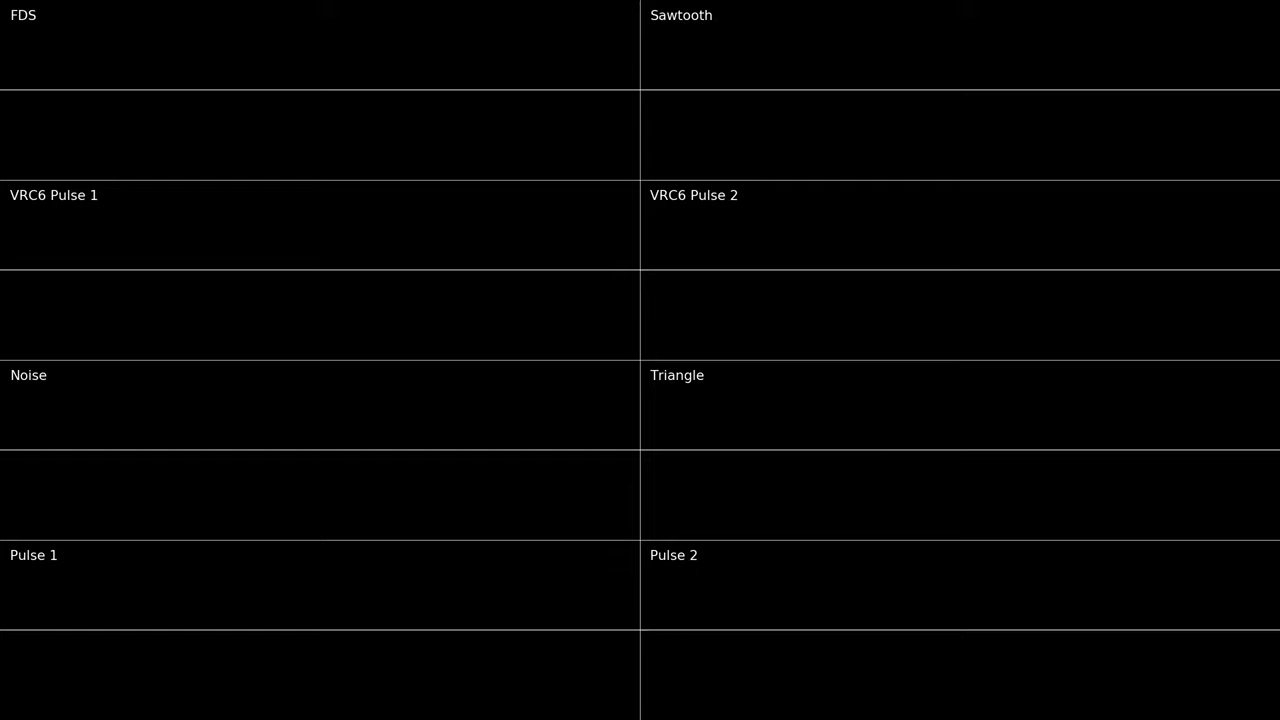 FDS
Sawtooth
VRC6 Pulse 1
VRC6 Pulse 2
Noise
Triangle
Pulse 1
Pulse 2